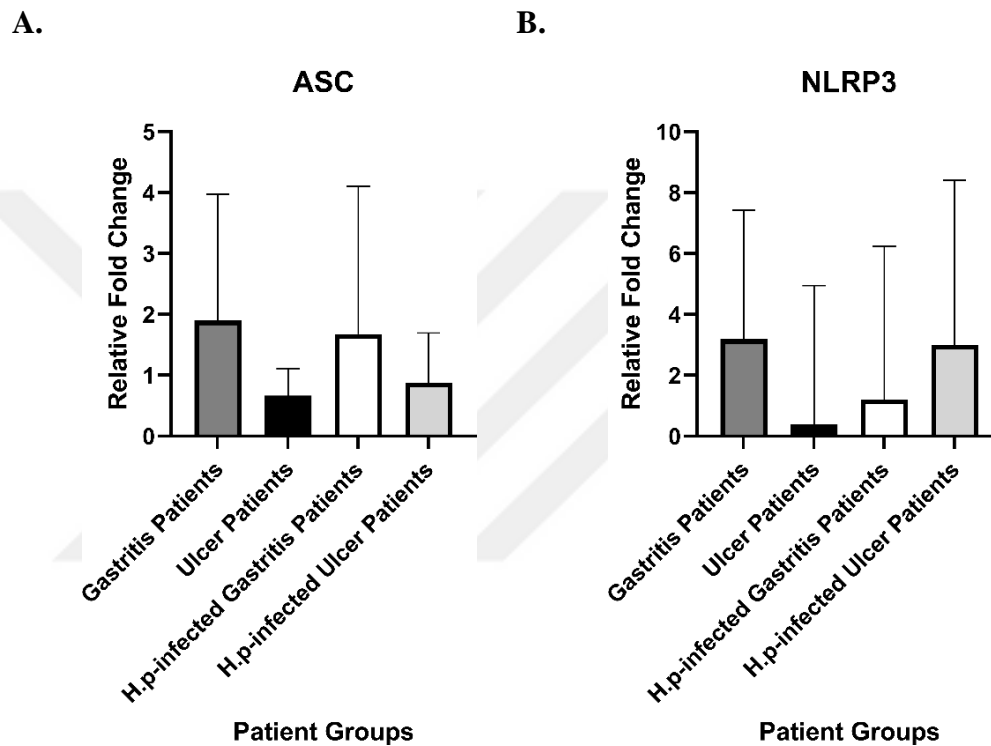 A.
ASC
Relative Fold Change
5
4
3
2
1
0
Gastritis Patients
Ulcer Patients
H.p-infected Gastritis Patients
H.p-infected Ulcer Patients
Patient Groups
B.
NLRP3
Relative Fold Change
10
8
6
4
2
0
Gastritis Patients
Ulcer Patients
H.p-infected Gastritis Patients
H.p-infected Ulcer Patients
Patient Groups